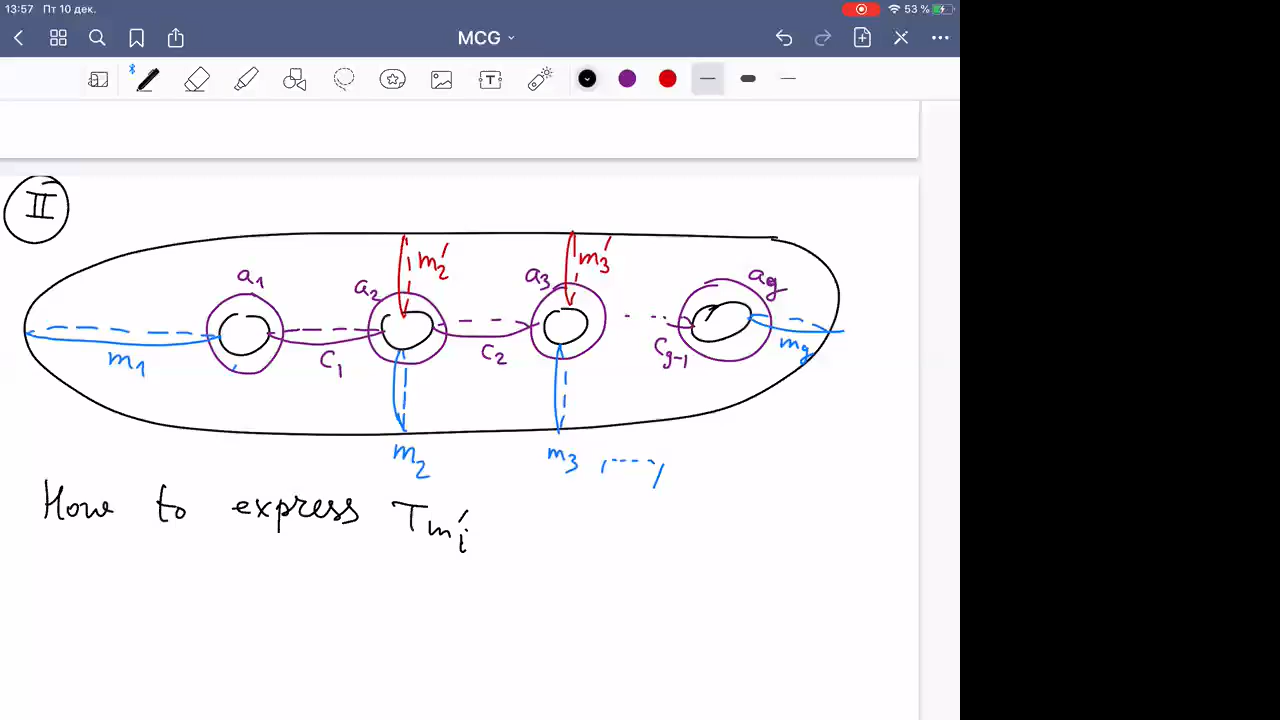 13:57 Пт 10 дек. 53 %
MCG
T
II
a1 a2 m2' a3 m3' ag
m1 c1 c2 cg-1 mg
m2 m3 , ..... ,
How to express Tmi'